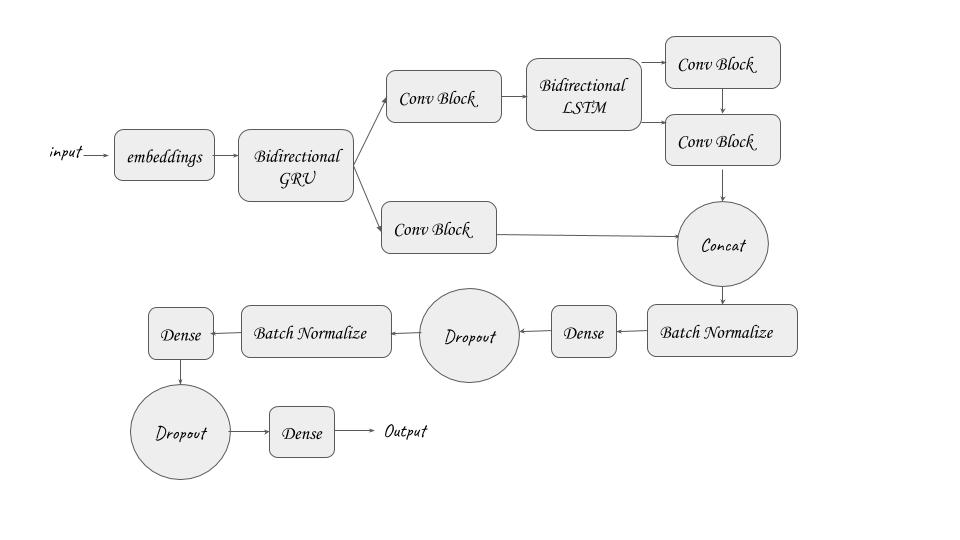 input
embeddings
Bidirectional
GRU
Conv Block
Bidirectional
LSTM
Conv Block
Conv Block
Conv Block
Concat
Batch Normalize
Dense
Dropout
Batch Normalize
Dense
Dropout
Dense
Output